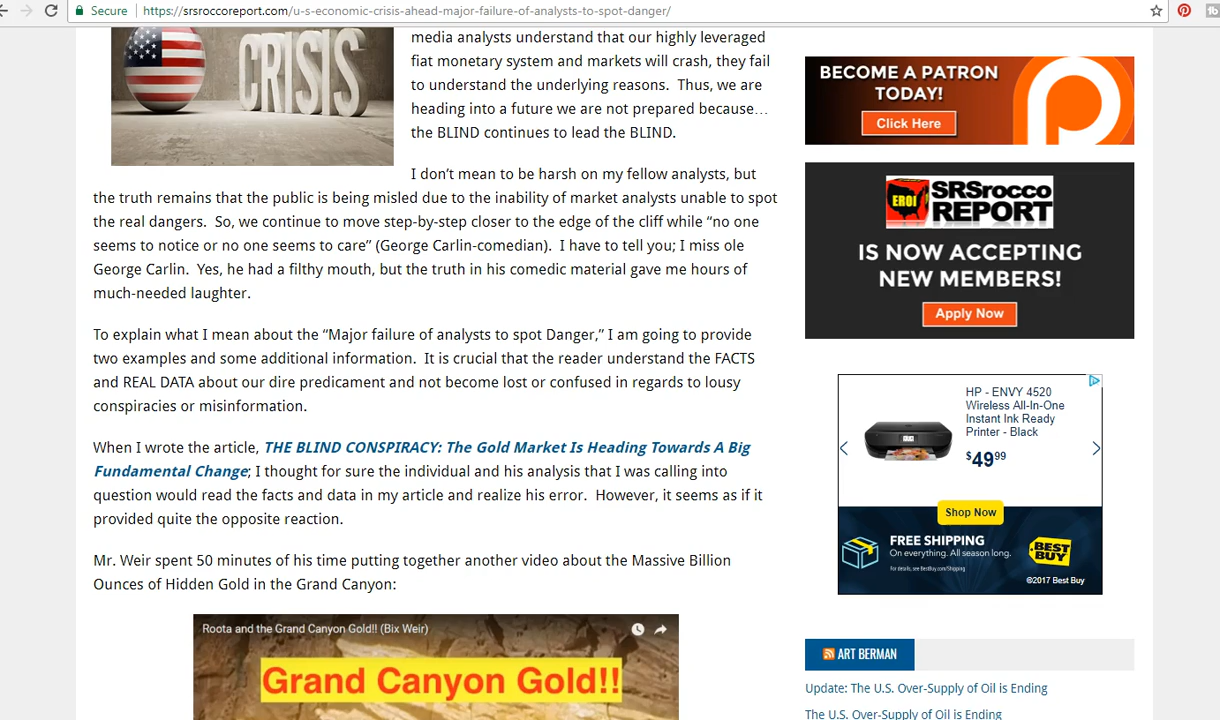 Secure
https://srsroccoreport.com/u-s-economic-crisis-ahead-major-failure-of-analysts-to-spot-danger/
CRISIS
media analysts understand that our highly leveraged
fiat monetary system and markets will crash, they fail
to understand the underlying reasons. Thus, we are
heading into a future we are not prepared because…
the BLIND continues to lead the BLIND.
I don’t mean to be harsh on my fellow analysts, but
the truth remains that the public is being misled due to the inability of market analysts unable to spot
the real dangers. So, we continue to move step-by-step closer to the edge of the cliff while “no one
seems to notice or no one seems to care” (George Carlin-comedian). I have to tell you; I miss ole
George Carlin. Yes, he had a filthy mouth, but the truth in his comedic material gave me hours of
much-needed laughter.
To explain what I mean about the “Major failure of analysts to spot Danger,” I am going to provide
two examples and some additional information. It is crucial that the reader understand the FACTS
and REAL DATA about our dire predicament and not become lost or confused in regards to lousy
conspiracies or misinformation.
When I wrote the article, THE BLIND CONSPIRACY: The Gold Market Is Heading Towards A Big
Fundamental Change; I thought for sure the individual and his analysis that I was calling into
question would read the facts and data in my article and realize his error. However, it seems as if it
provided quite the opposite reaction.
Mr. Weir spent 50 minutes of his time putting together another video about the Massive Billion
Ounces of Hidden Gold in the Grand Canyon:
Roota and the Grand Canyon Gold!! (Bix Weir)
Grand Canyon Gold!!
BECOME A PATRON
TODAY!
Click Here
EROI
SRSrocco
REPORT
IS NOW ACCEPTING
NEW MEMBERS!
Apply Now
HP - ENVY 4520
Wireless All-In-One
Instant Ink Ready
Printer - Black
$49.99
Shop Now
FREE SHIPPING
On everything. All season long.
For details, see BestBuy.com/Shipping
BEST BUY
©2017 Best Buy
ART BERMAN
Update: The U.S. Over-Supply of Oil is Ending
The U.S. Over-Supply of Oil is Ending